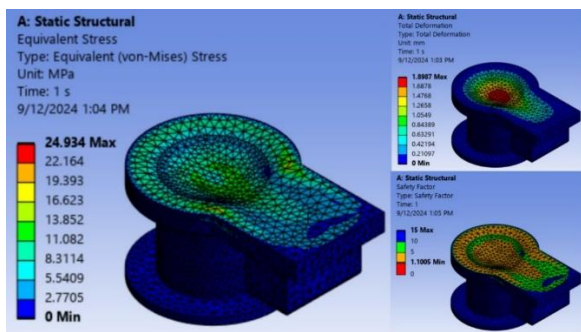 A: Static Structural
Equivalent Stress
Type: Equivalent (von-Mises) Stress
Unit: MPa
Time: 1 s
9/12/2024 1:04 PM
24.934 Max
22.164
19.393
16.623
13.852
11.082
8.3114
5.5409
2.7705
0 Min
A: Static Structural
Total Deformation
Type: Total Deformation
Unit: mm
Time: 1 s
9/12/2024 1:03 PM
1.8987 Max
1.6878
1.4768
1.2658
1.0549
0.84389
0.63291
0.42194
0.21097
0 Min
A: Static Structural
Safety Factor
Type: Safety Factor
Time: 1
9/12/2024 1:05 PM
15 Max
10
5
1.1005 Min
0